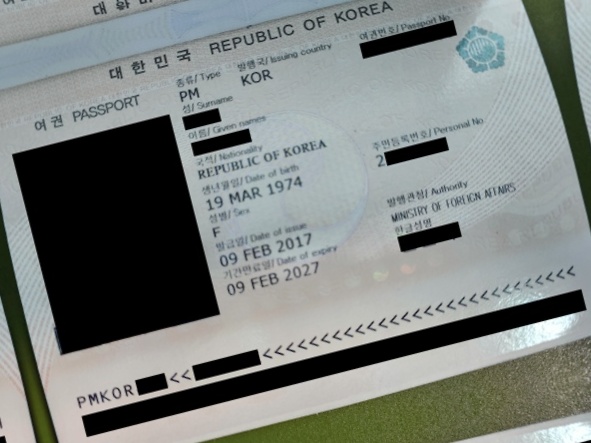 대한민국 REPUBLIC OF KOREA
여권 PASSPORT
종류/ Type 발행국/ Issuing country 여권번호/ Passport No
PM KOR
성/ Surname
이름/ Given names
국적/ Nationality 주민등록번호/ Personal No
REPUBLIC OF KOREA 2
생년월일/ Date of birth
19 MAR 1974
성별/ Sex 발행관청/ Authority
F MINISTRY OF FOREIGN AFFAIRS
발급일/ Date of issue 한글성명
09 FEB 2017
기간만료일/ Date of expiry
09 FEB 2027
PMKOR << <<<<<<<<<<<<<<<<<<<<<<<<<<<